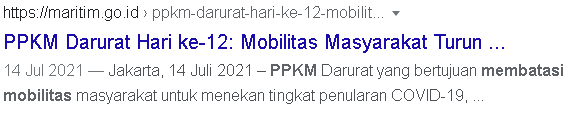 https://maritim.go.id › ppkm-darurat-hari-ke-12-mobilit...
PPKM Darurat Hari ke-12: Mobilitas Masyarakat Turun ...
14 Jul 2021 — Jakarta, 14 Juli 2021 – PPKM Darurat yang bertujuan membatasi
mobilitas masyarakat untuk menekan tingkat penularan COVID-19, ...